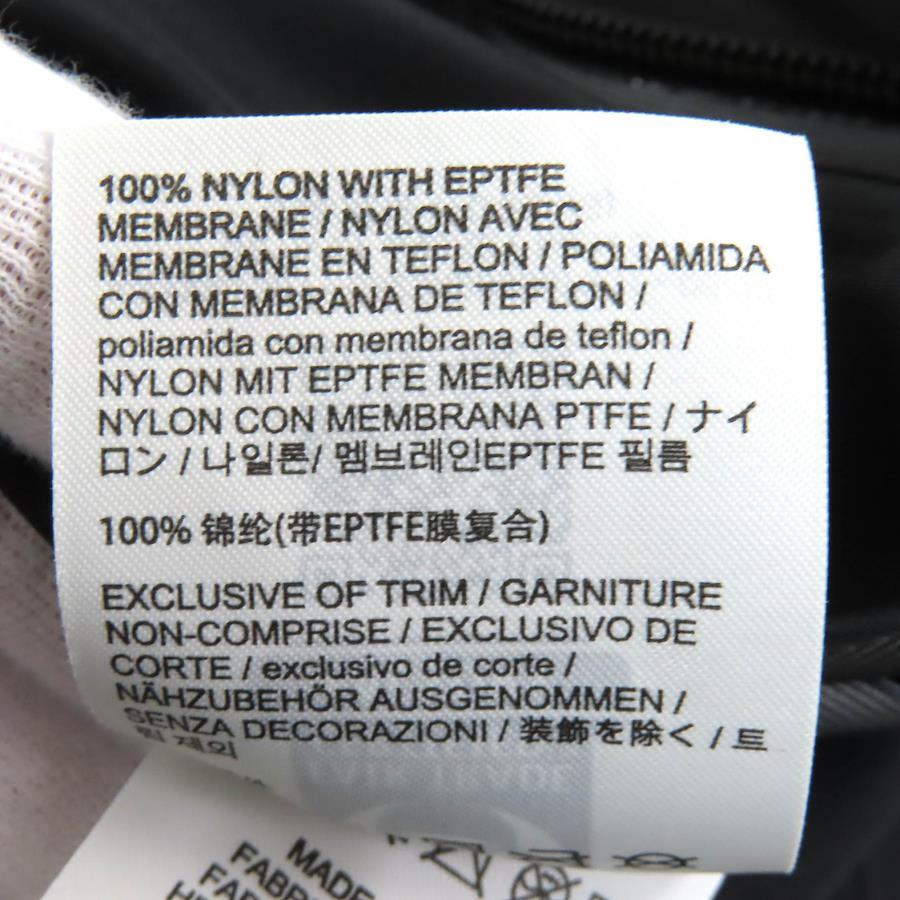 100% NYLON WITH EPTFE
MEMBRANE / NYLON AVEC
MEMBRANE EN TEFLON / POLIAMIDA
CON MEMBRANA DE TEFLON /
poliamida con membrana de teflon /
NYLON MIT EPTFE MEMBRAN /
NYLON CON MEMBRANA PTFE / ナイ
ロン / 나일론/ 멤브레인EPTFE 필름
100% 锦纶(带EPTFE膜复合)
EXCLUSIVE OF TRIM / GARNITURE
NON-COMPRISE / EXCLUSIVO DE
CORTE / exclusivo de corte /
NÄHZUBEHÖR AUSGENOMMEN /
SENZA DECORAZIONI / 装飾を除く / 트
림 제외
MADE